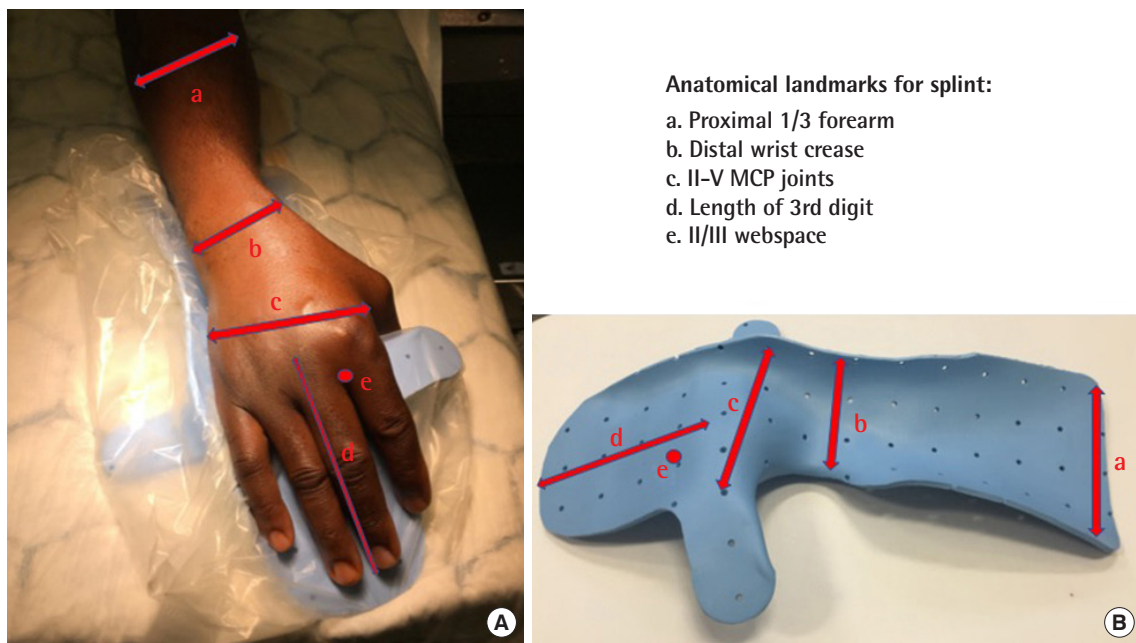 a
b
c
d
e
A
Anatomical landmarks for splint:
a. Proximal 1/3 forearm
b. Distal wrist crease
c. II-V MCP joints
d. Length of 3rd digit
e. II/III webspace
d
e
c
b
a
B